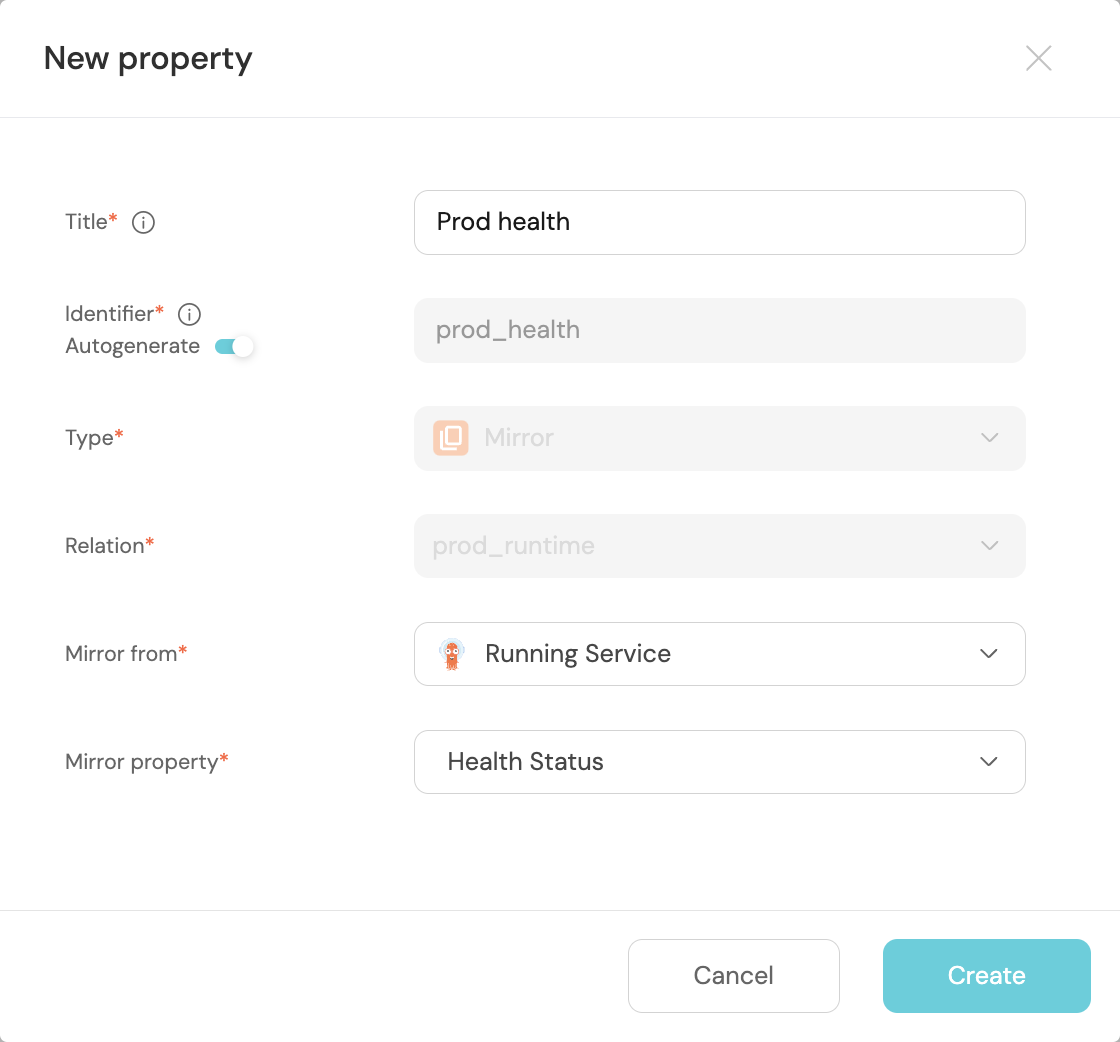 New property
Title*
Prod health
Identifier*
Autogenerate
prod_health
Type*
Mirror
Relation*
prod_runtime
Mirror from*
Running Service
Mirror property*
Health Status
Cancel
Create